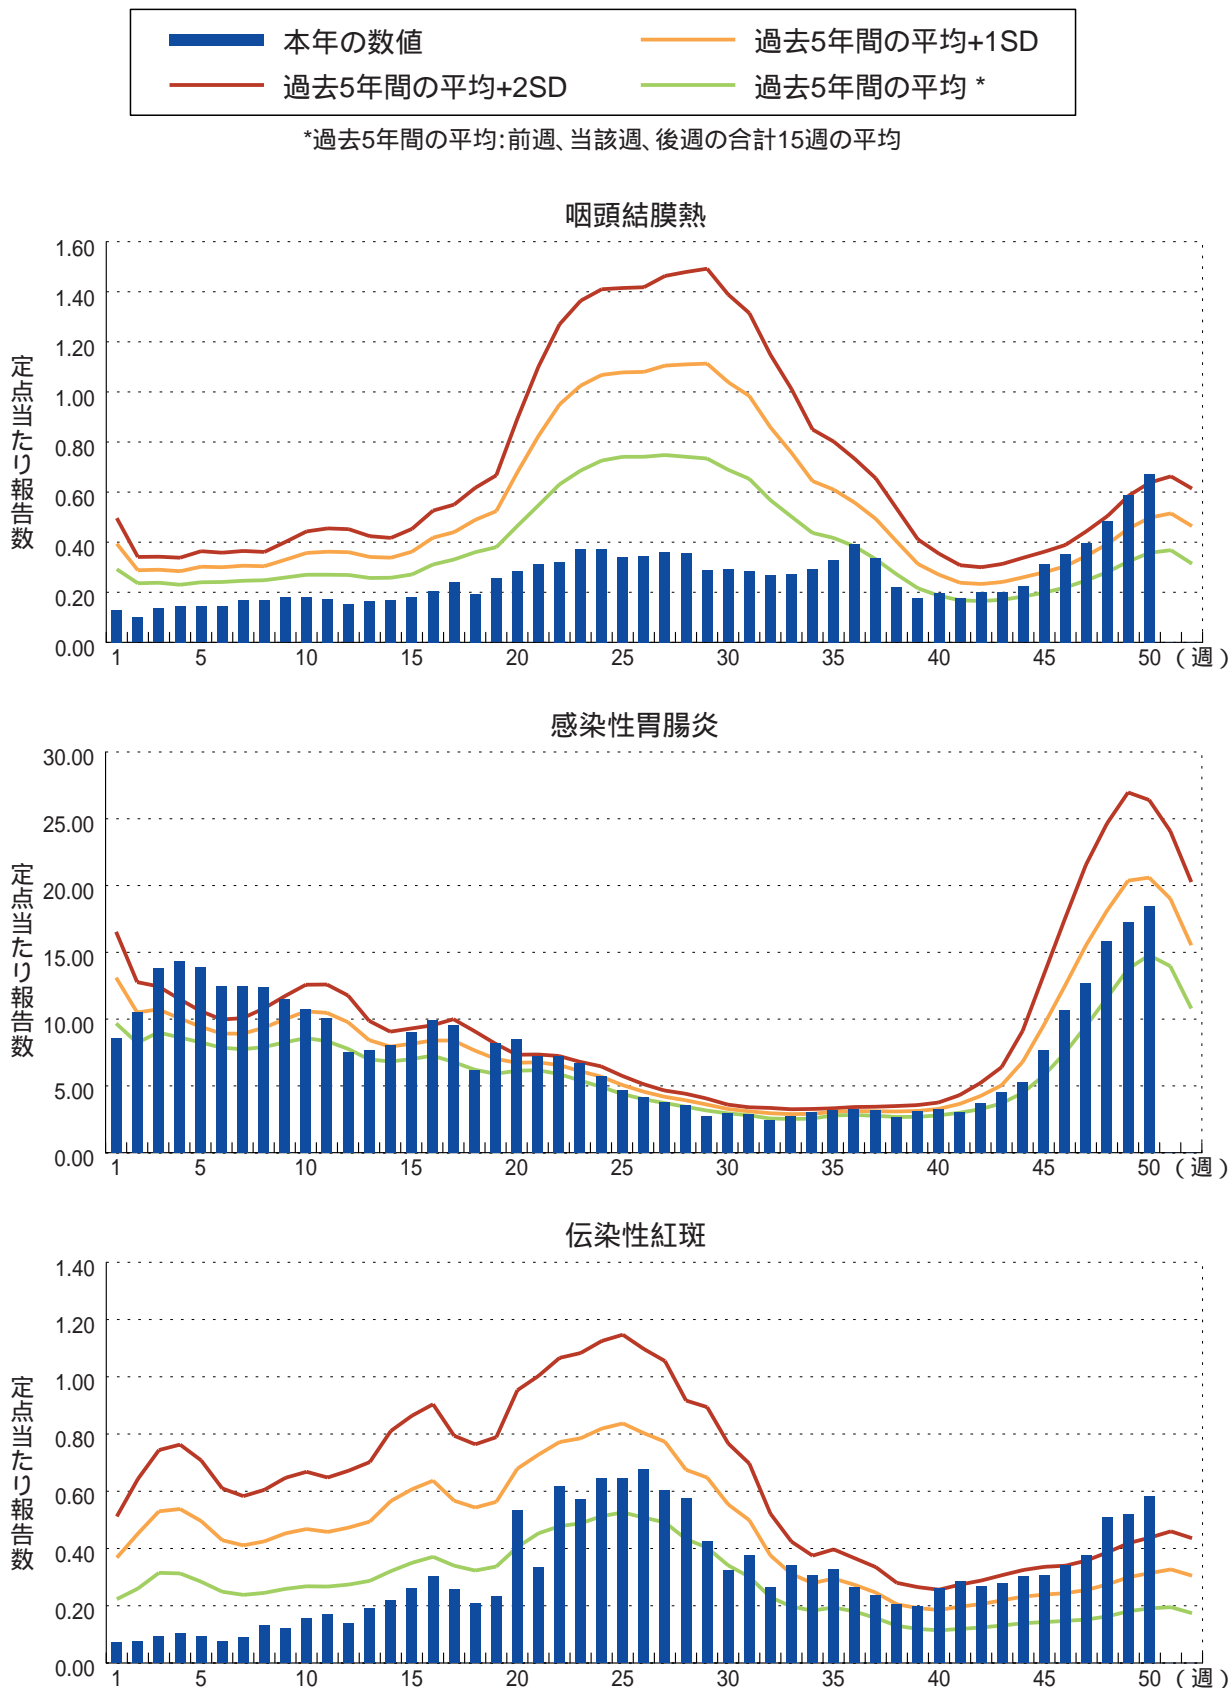 本年の数値
過去5年間の平均+1SD
過去5年間の平均+2SD
過去5年間の平均 *
*過去5年間の平均:前週、当該週、後週の合計15週の平均
咽頭結膜熱
定点当たり報告数
1.60
1.40
1.20
1.00
0.80
0.60
0.40
0.20
0.00
1 5 10 15 20 25 30 35 40 45 50 (週)
感染性胃腸炎
定点当たり報告数
30.00
25.00
20.00
15.00
10.00
5.00
0.00
1 5 10 15 20 25 30 35 40 45 50 (週)
伝染性紅斑
定点当たり報告数
1.40
1.20
1.00
0.80
0.60
0.40
0.20
0.00
1 5 10 15 20 25 30 35 40 45 50 (週)